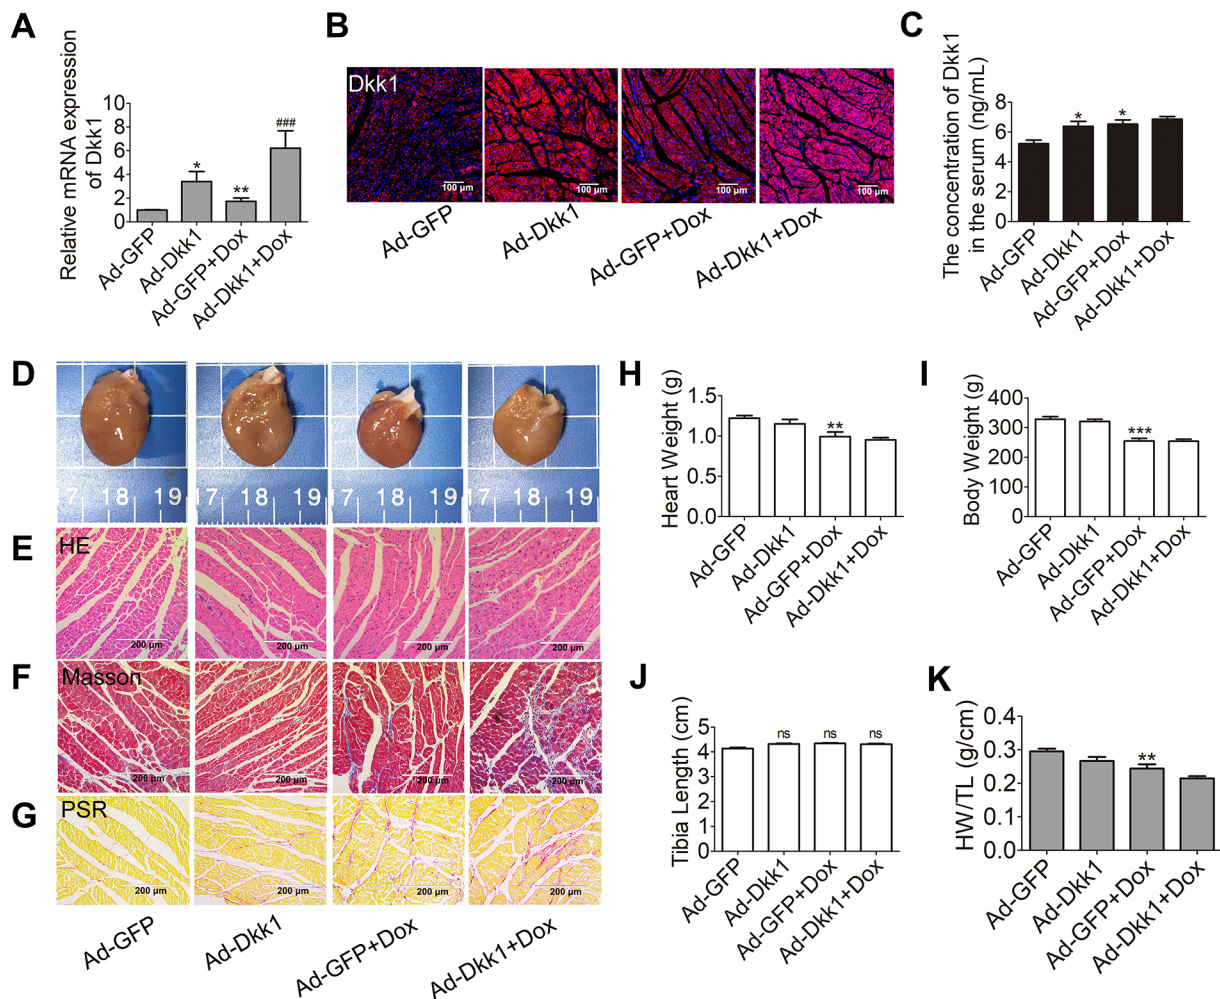 A
Relative mRNA expression
of Dkk1
10
8
6
4
2
0
*
**
###
Ad-GFP
Ad-Dkk1
Ad-GFP+Dox
Ad-Dkk1+Dox
B
Dkk1
100 µm
100 µm
100 µm
100 µm
Ad-GFP
Ad-Dkk1
Ad-GFP+Dox
Ad-Dkk1+Dox
C
The concentration of Dkk1
in the serum (ng/mL)
10
8
6
4
2
0
*
*
Ad-GFP
Ad-Dkk1
Ad-GFP+Dox
Ad-Dkk1+Dox
D
17 18 19
17 18 19
17 18 19
17 18 19
E
HE
200 µm
200 µm
200 µm
200 µm
F
Masson
200 µm
200 µm
200 µm
200 µm
G
PSR
200 µm
200 µm
200 µm
200 µm
Ad-GFP
Ad-Dkk1
Ad-GFP+Dox
Ad-Dkk1+Dox
H
Heart Weight (g)
1.5
1.0
0.5
0.0
**
Ad-GFP
Ad-Dkk1
Ad-GFP+Dox
Ad-Dkk1+Dox
I
Body Weight (g)
400
300
200
100
0
***
Ad-GFP
Ad-Dkk1
Ad-GFP+Dox
Ad-Dkk1+Dox
J
Tibia Length (cm)
5
4
3
2
1
0
ns
ns
ns
Ad-GFP
Ad-Dkk1
Ad-GFP+Dox
Ad-Dkk1+Dox
K
HW/TL (g/cm)
0.4
0.3
0.2
0.1
0.0
**
Ad-GFP
Ad-Dkk1
Ad-GFP+Dox
Ad-Dkk1+Dox